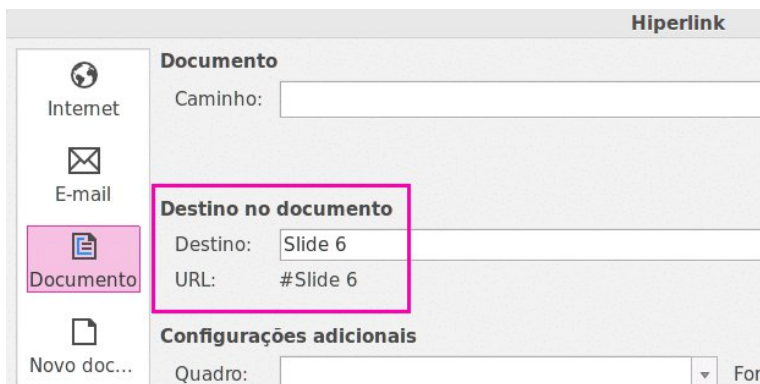 Hiperlink
Internet
E-mail
Documento
Novo doc...
Documento
Caminho:
Destino no documento
Destino: Slide 6
URL: #Slide 6
Configurações adicionais
Quadro:
For